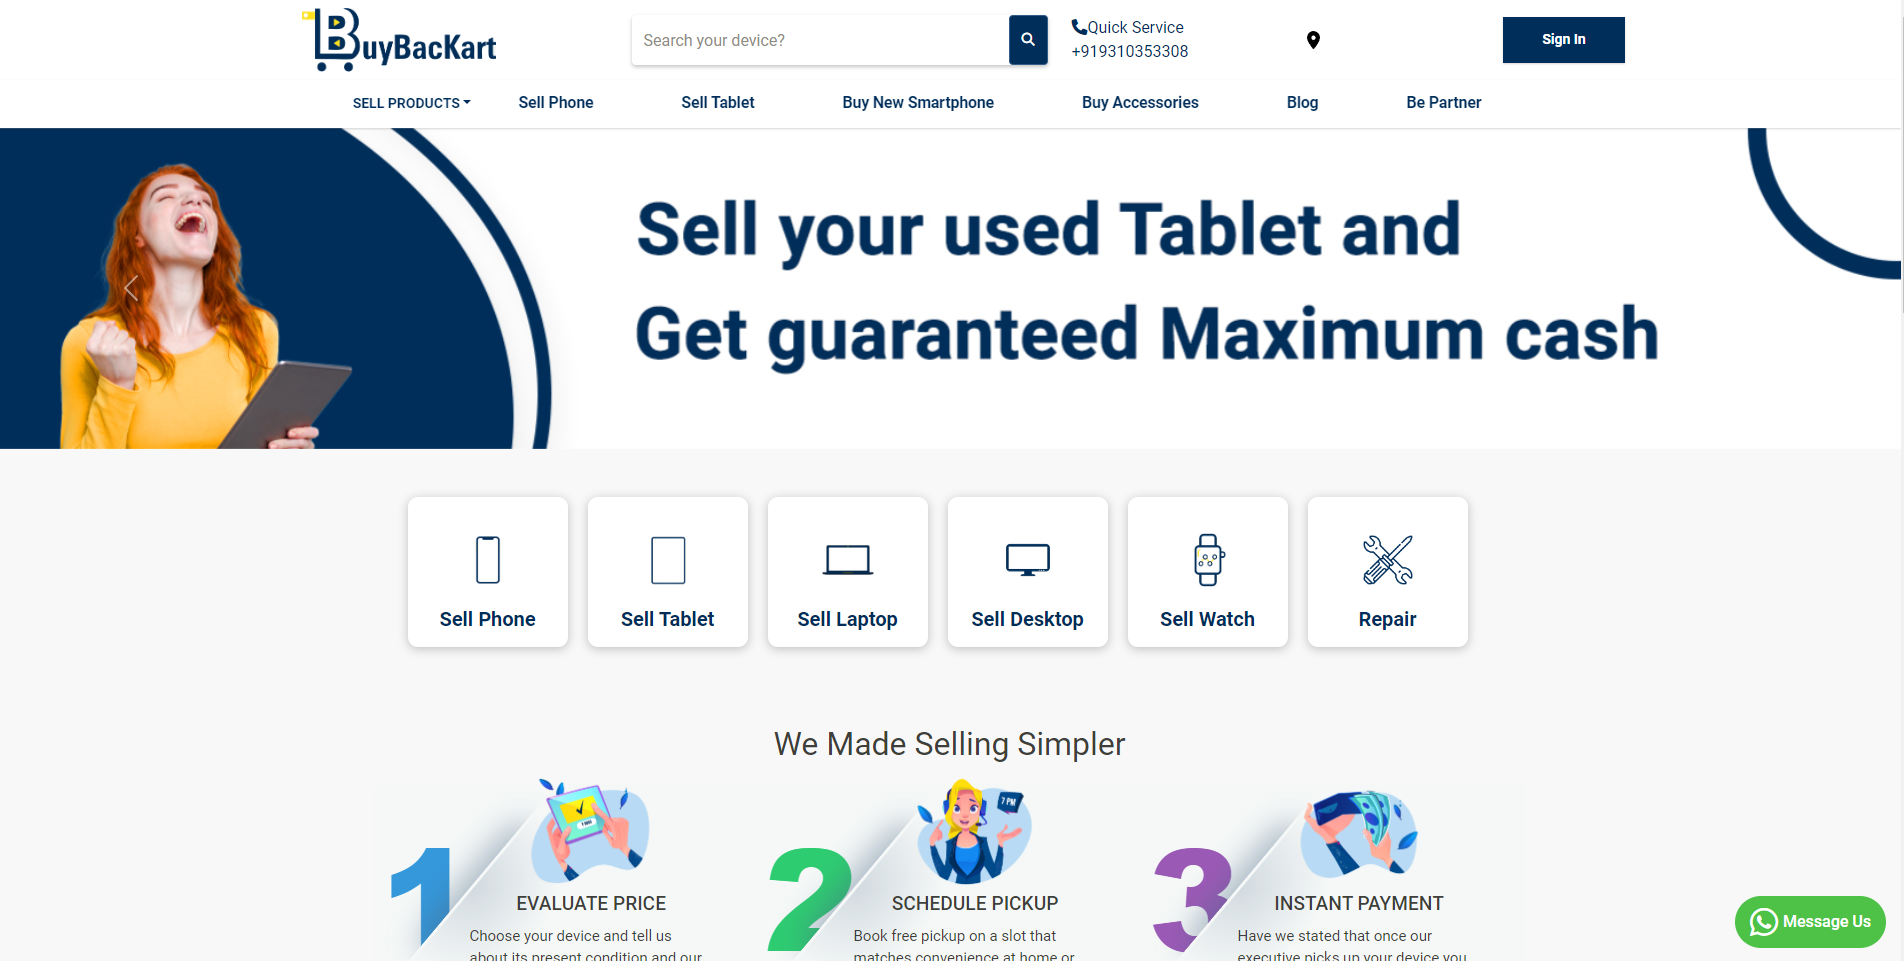 BuyBacKart
Search your device?
Quick Service
+919310353308
Sign In
SELL PRODUCTS
Sell Phone
Sell Tablet
Buy New Smartphone
Buy Accessories
Blog
Be Partner
Sell your used Tablet and
Get guaranteed Maximum cash
Sell Phone
Sell Tablet
Sell Laptop
Sell Desktop
Sell Watch
Repair
We Made Selling Simpler
7 PM
1
EVALUATE PRICE
Choose your device and tell us
about its present condition and our
2
SCHEDULE PICKUP
Book free pickup on a slot that
matches convenience at home or
3
INSTANT PAYMENT
Have we stated that once our
executive picks up your device you
Message Us